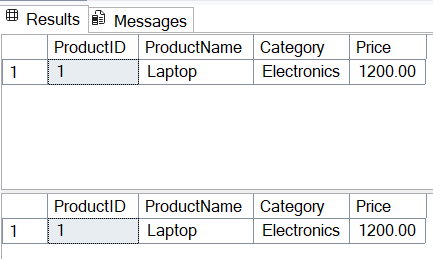 Results Messages
ProductID ProductName Category Price
1 1 Laptop Electronics 1200.00
ProductID ProductName Category Price
1 1 Laptop Electronics 1200.00